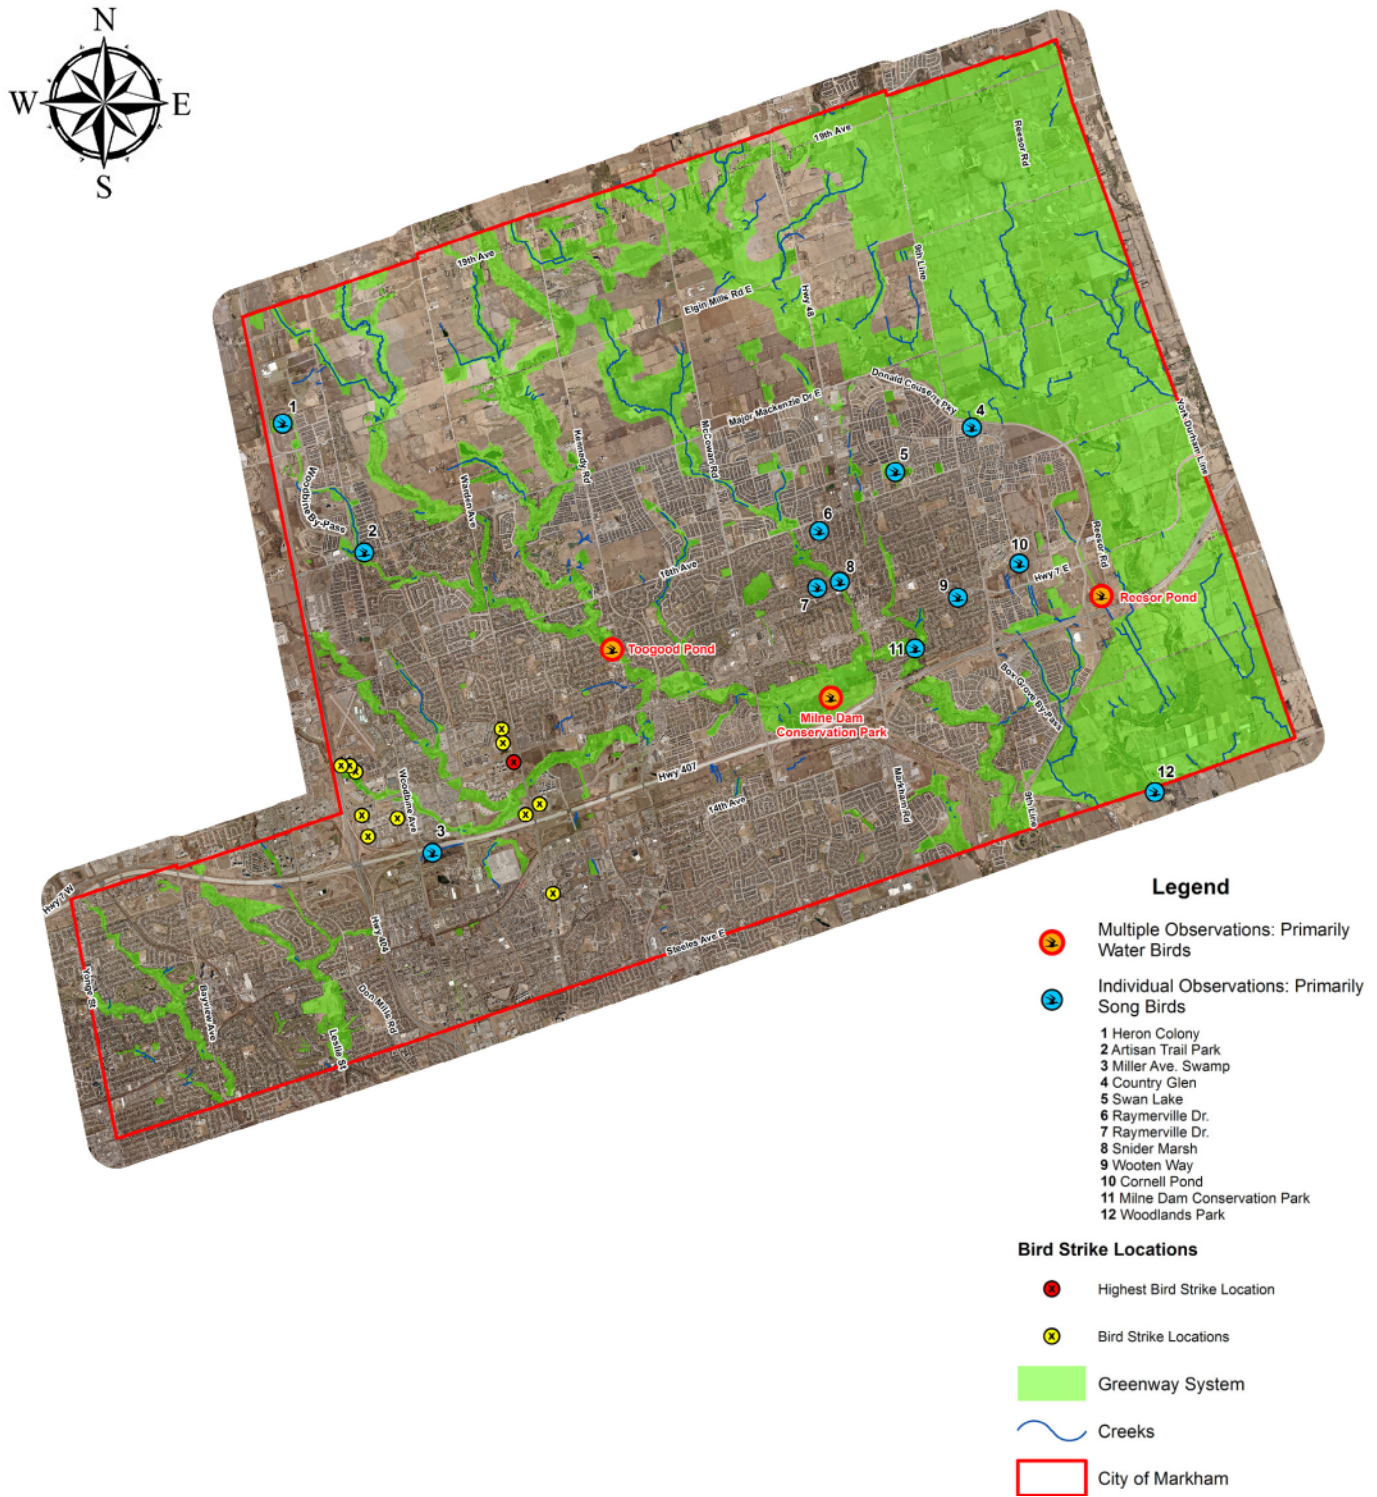 N
W
E
S
19th Ave
Reesor Rd
19th Ave
9th Line
Elgin Mills Rd E
Hwy 48
Donald Cousens Pky
Major Mackenzie Dr E
1
4
York Durham Line
McCowan Rd
Kennedy Rd
5
Woodbine By-Pass
Warden Ave
6
2
Reesor Rd
10
16th Ave
8
Hwy 7 E
7
9
Reesor Pond
Toogood Pond
11
Box Grove By-Pass
Milne Dam
Conservation Park
Hwy 407
12
Woodbine Ave
14th Ave
Markham Rd
9th Line
3
Hwy 7 W
Hwy 404
Steeles Ave E
Yonge St
Bayview Ave
Don Mills Rd
Leslie St
Legend
Multiple Observations: Primarily
Water Birds
Individual Observations: Primarily
Song Birds
1 Heron Colony
2 Artisan Trail Park
3 Miller Ave. Swamp
4 Country Glen
5 Swan Lake
6 Raymerville Dr.
7 Raymerville Dr.
8 Snider Marsh
9 Wooten Way
10 Cornell Pond
11 Milne Dam Conservation Park
12 Woodlands Park
Bird Strike Locations
Highest Bird Strike Location
Bird Strike Locations
Greenway System
Creeks
City of Markham